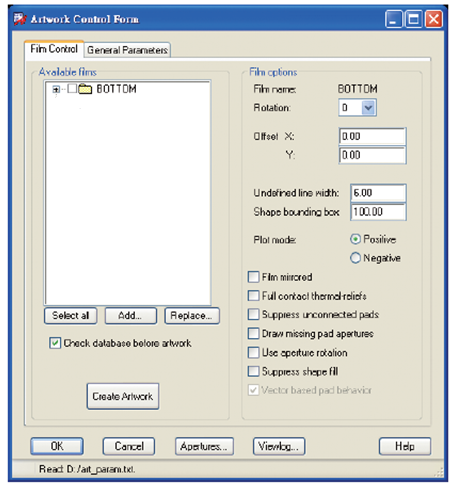 Artwork Control Form
Film Control
General Parameters
Available films
BOTTOM
Select all
Add...
Replace...
Check database before artwork
Create Artwork
Film options
Film name: BOTTOM
Rotation: 0
Offset X: 0.00
Y: 0.00
Undefined line width: 6.00
Shape bounding box: 100.00
Plot mode: Positive
Negative
Film mirrored
Full contact thermal-reliefs
Suppress unconnected pads
Draw missing pad apertures
Use aperture rotation
Suppress shape fill
Vector based pad behavior
OK
Cancel
Apertures...
Viewlog...
Help
Read: D:/art_param.txt.